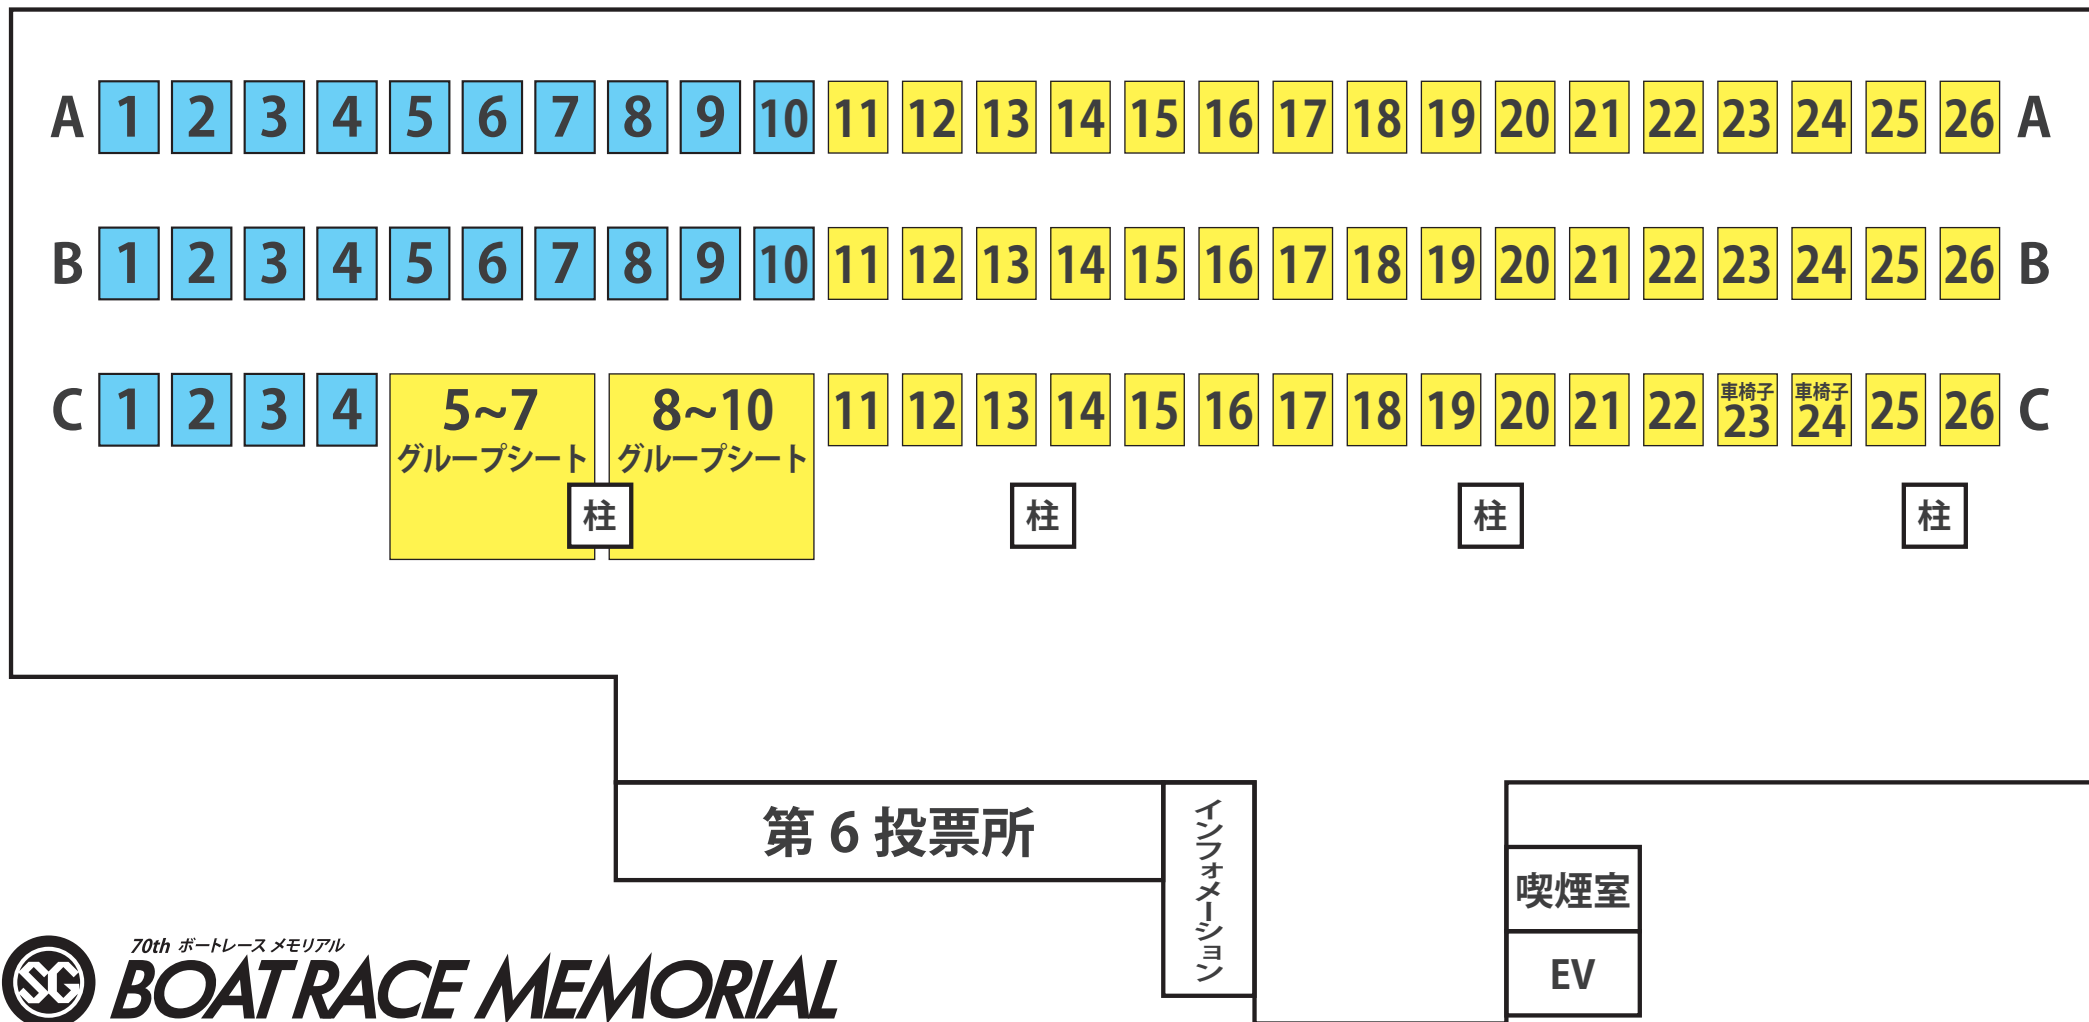 A 1 2 3 4 5 6 7 8 9 10 11 12 13 14 15 16 17 18 19 20 21 22 23 24 25 26 A
B 1 2 3 4 5 6 7 8 9 10 11 12 13 14 15 16 17 18 19 20 21 22 23 24 25 26 B
C 1 2 3 4 5~7 8~10 11 12 13 14 15 16 17 18 19 20 21 22 車椅子 23 車椅子 24 25 26 C
グループシート グループシート
柱 柱 柱 柱
第6投票所
インフォメーション
喫煙室
EV
SG
70th ボートレース メモリアル
BOAT RACE MEMORIAL